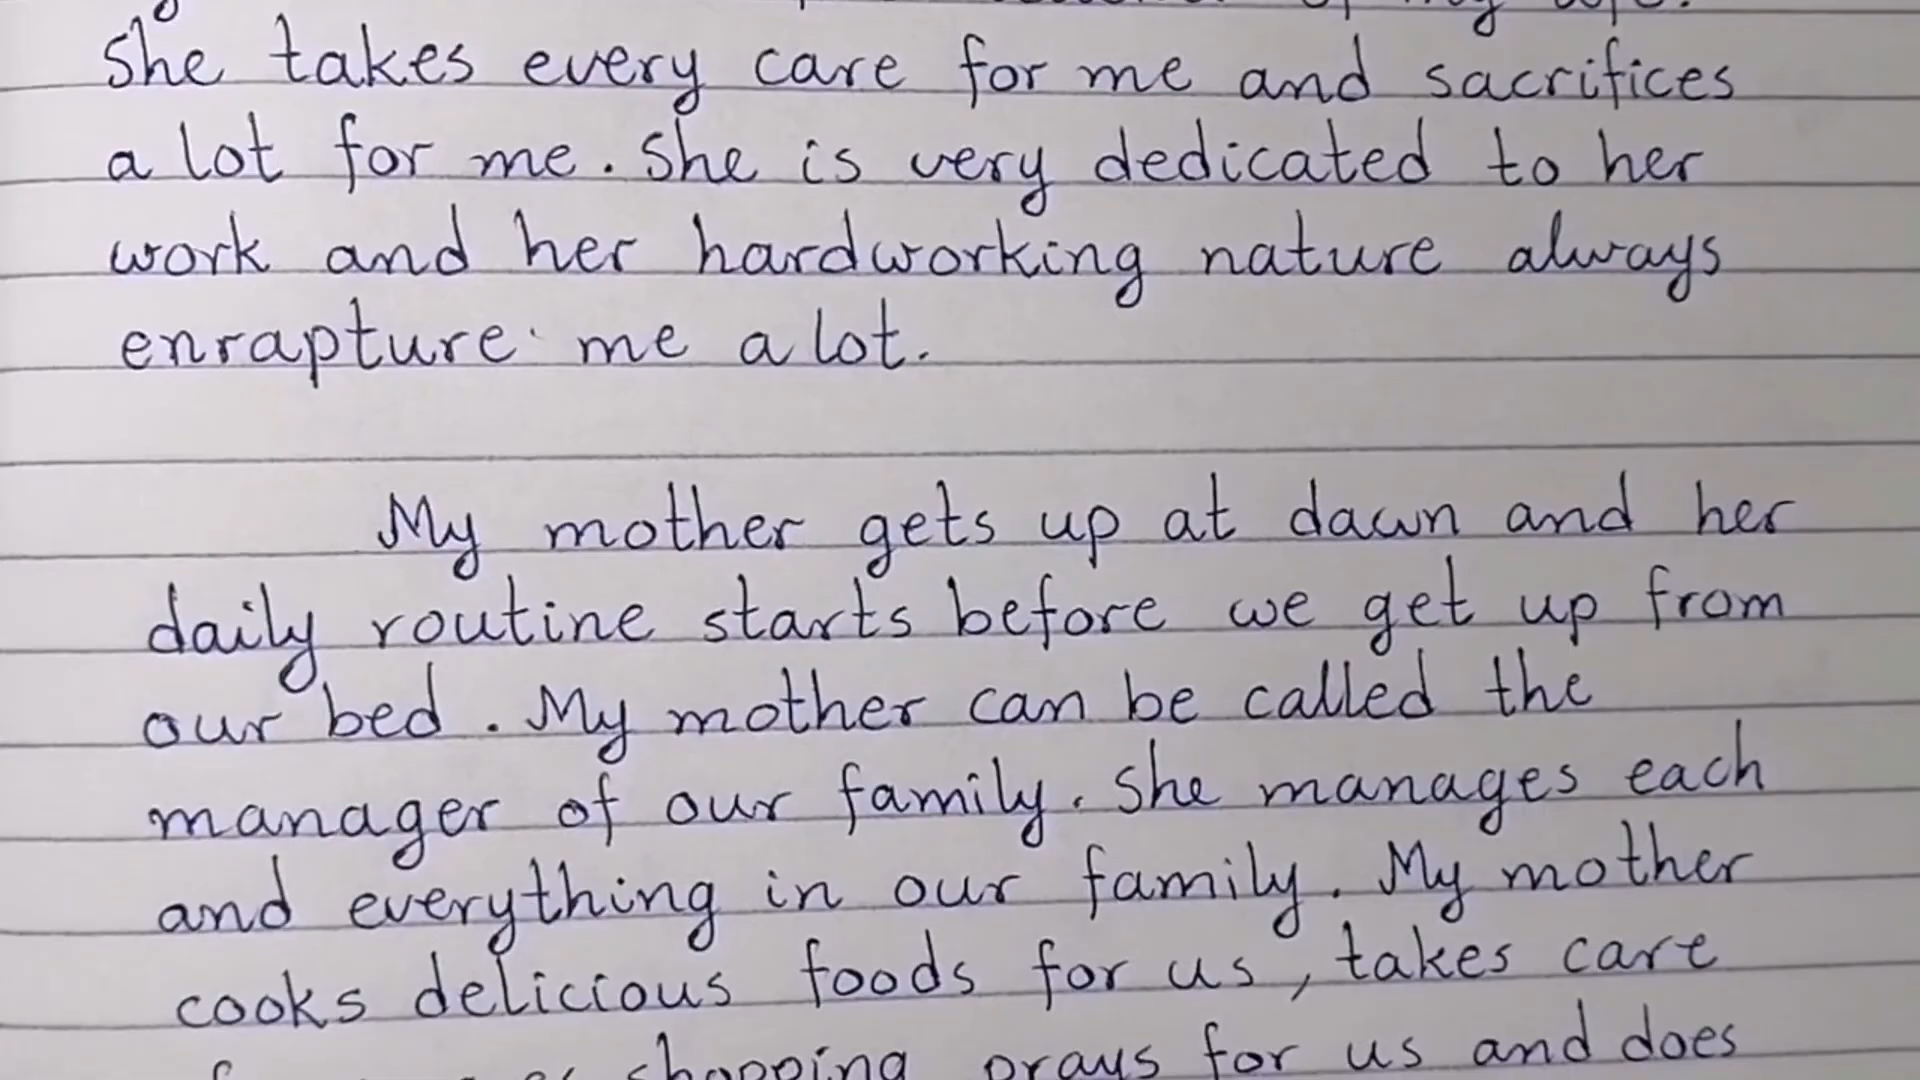 of my life.
She takes every care for me and sacrifices
a lot for me. She is very dedicated to her
work and her hardworking nature always
enrapture me a lot.
My mother gets up at dawn and her
daily routine starts before we get up from
our bed. My mother can be called the
manager of our family. She manages each
and everything in our family. My mother
cooks delicious foods for us, takes care
shopping prays for us and does